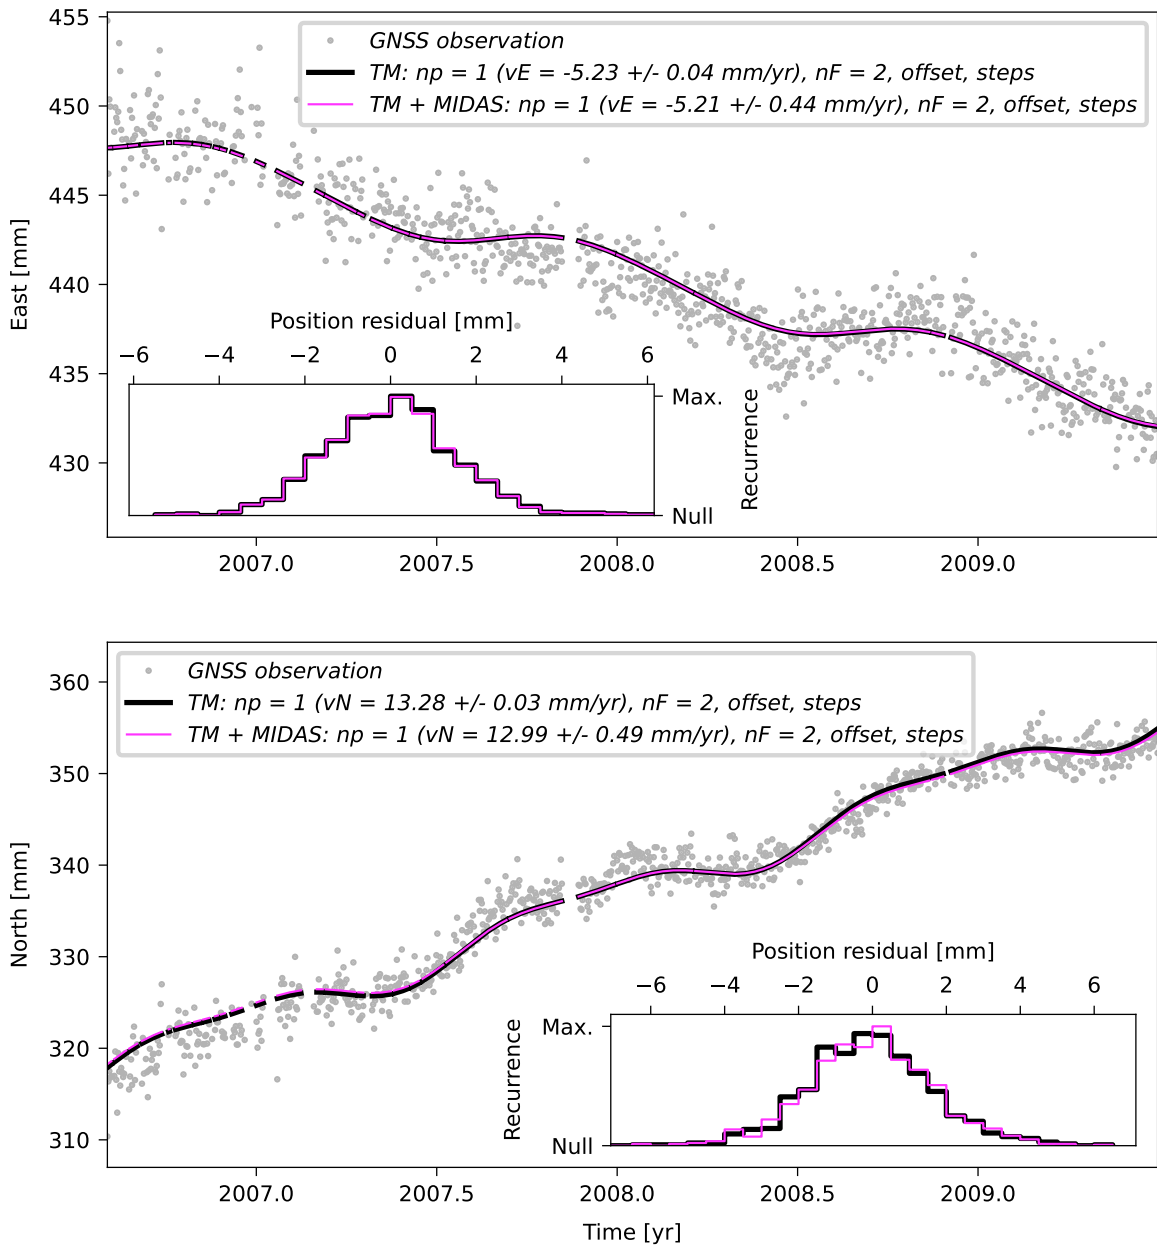 455
GNSS observation
TM: np = 1 (vE = -5.23 +/- 0.04 mm/yr), nF = 2, offset, steps
TM + MIDAS: np = 1 (vE = -5.21 +/- 0.44 mm/yr), nF = 2, offset, steps
450
445
440
435
430
East [mm]
Position residual [mm]
−6 −4 −2 0 2 4 6
Max.
Null
Recurrence
2007.0 2007.5 2008.0 2008.5 2009.0
GNSS observation
TM: np = 1 (vN = 13.28 +/- 0.03 mm/yr), nF = 2, offset, steps
TM + MIDAS: np = 1 (vN = 12.99 +/- 0.49 mm/yr), nF = 2, offset, steps
360
350
340
330
320
310
North [mm]
Position residual [mm]
−6 −4 −2 0 2 4 6
Max.
Null
Recurrence
2007.0 2007.5 2008.0 2008.5 2009.0
Time [yr]